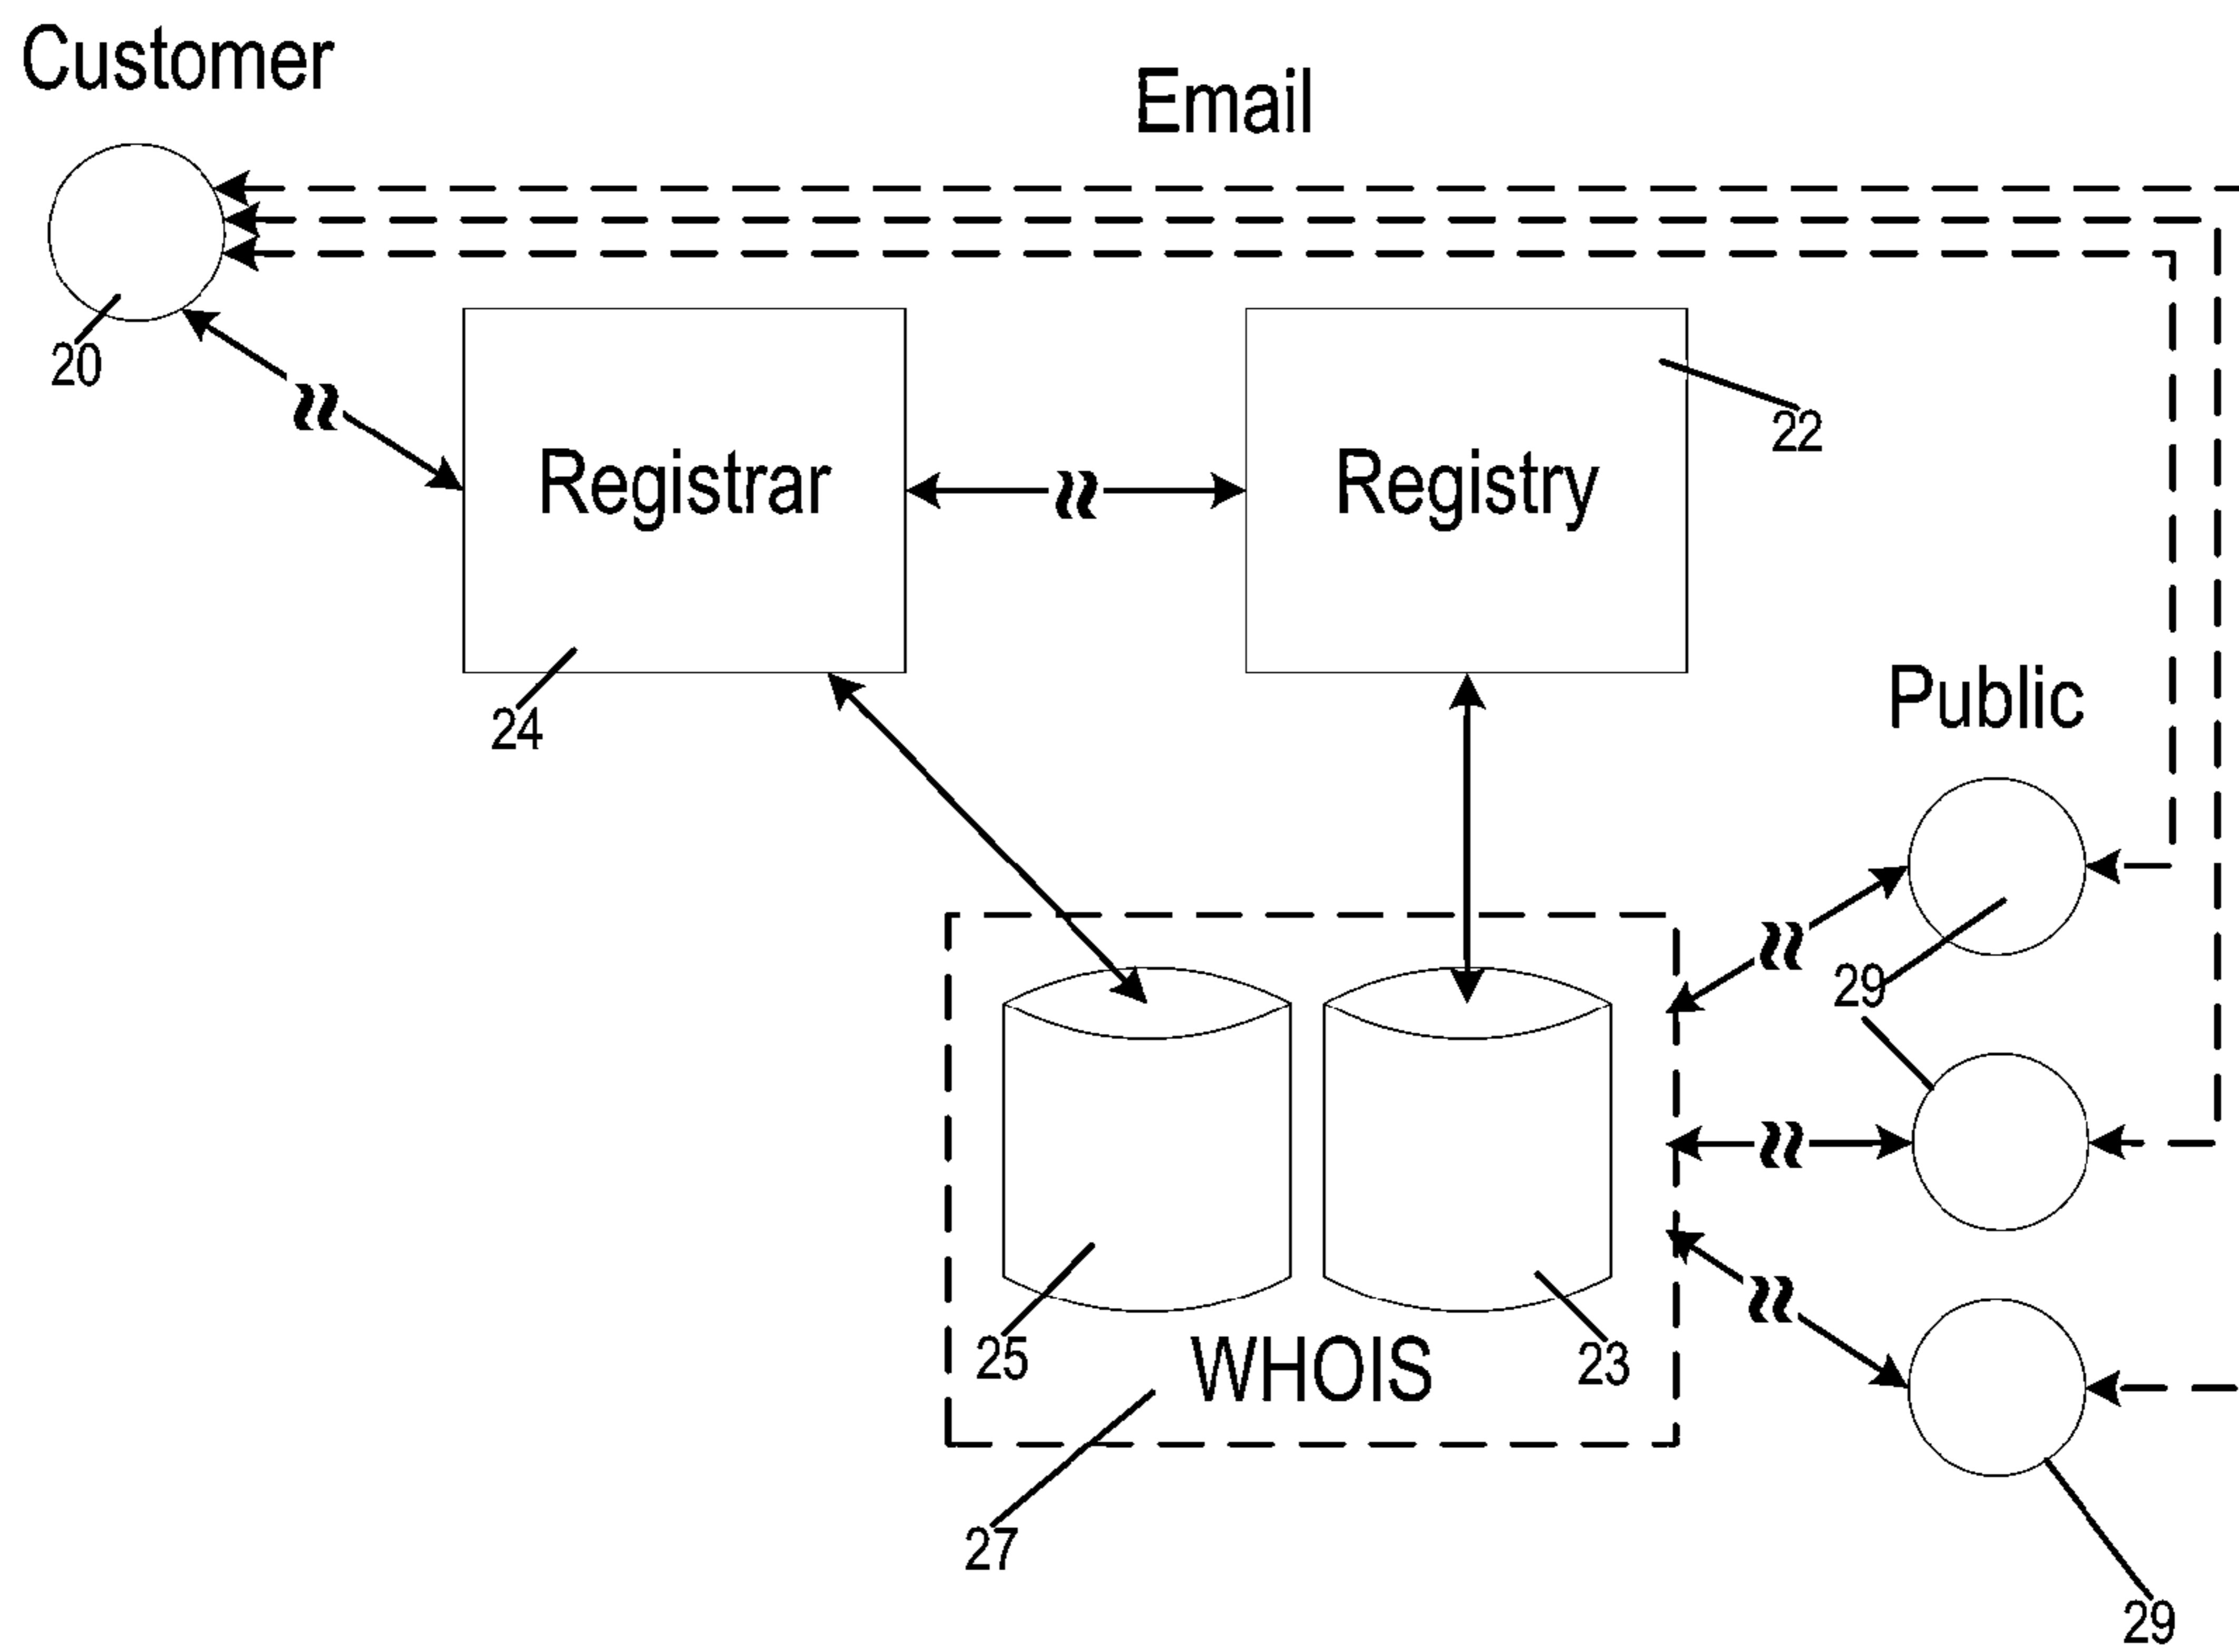 Customer
Email
20
22
Registrar
Registry
24
Public
29
25
WHOIS
23
27
29